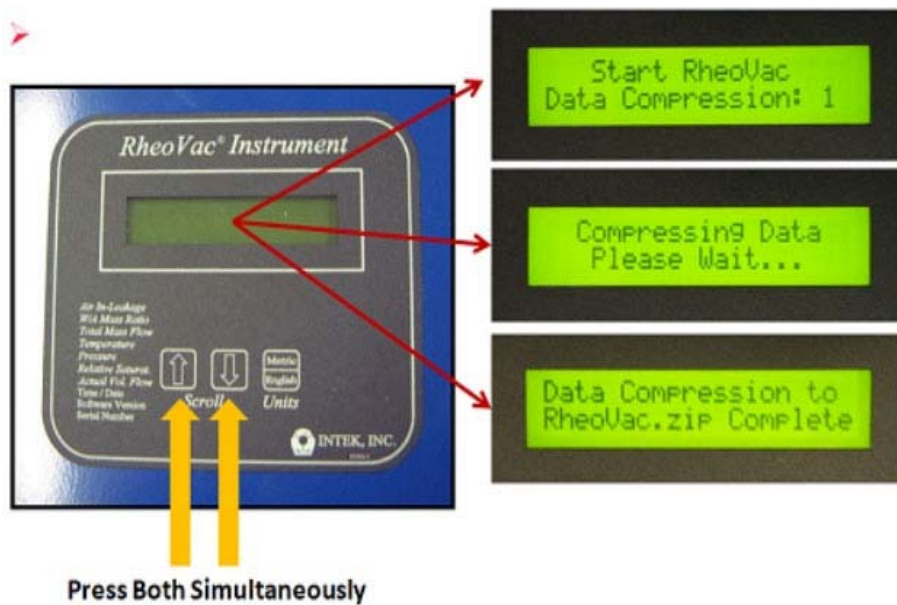 RheoVac® Instrument
Air In-Leakage
W/A Mass Ratio
Total Mass Flow
Temperature
Pressure
Relative Saturat.
Actual Vol. Flow
Time / Date
Software Version
Serial Number
Scroll
Metric
English
Units
INTEK, INC.
Press Both Simultaneously
Start RheoVac
Data Compression: 1
Compressing Data
Please Wait...
Data Compression to
RheoVac.zip Complete